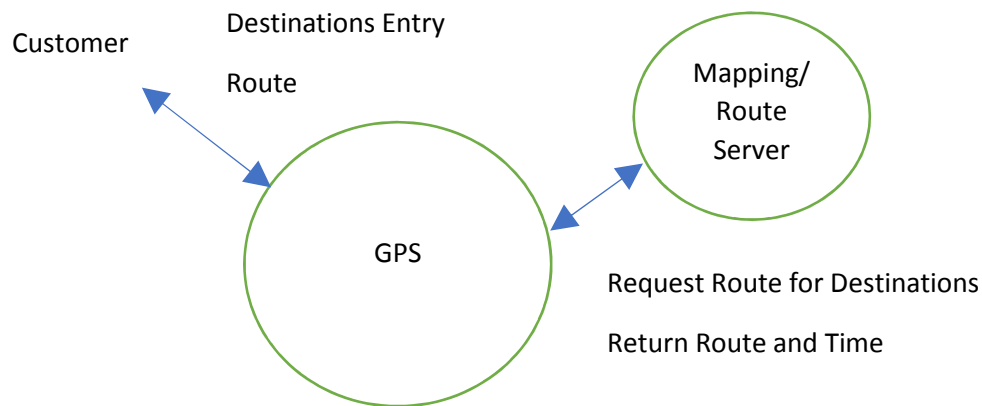 Customer
Destinations Entry
Route
Mapping/
Route
Server
GPS
Request Route for Destinations
Return Route and Time